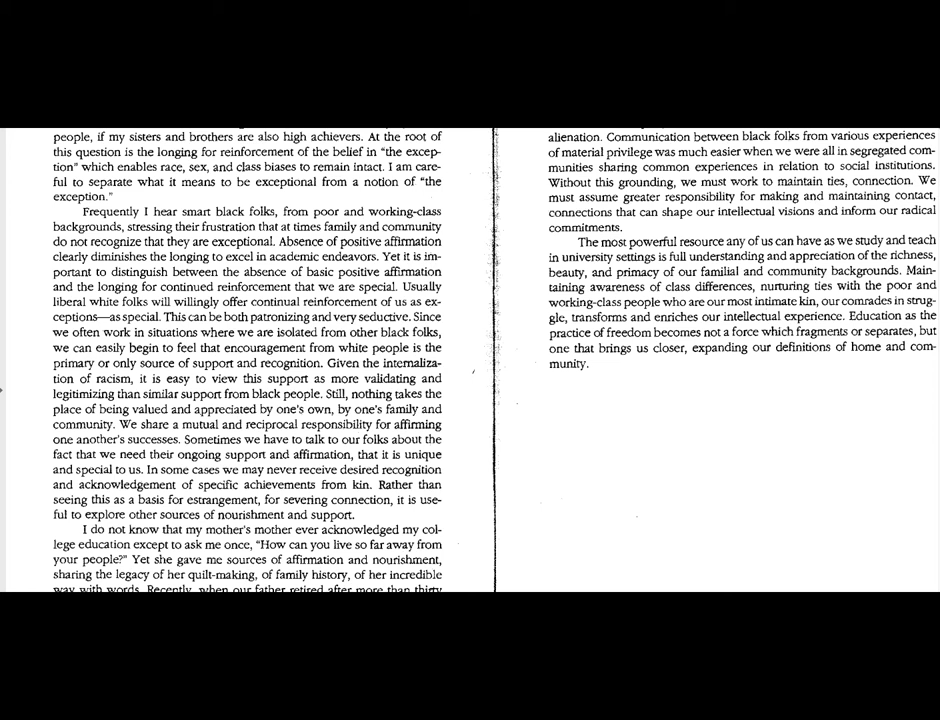 people, if my sisters and brothers are also high achievers. At the root of
this question is the longing for reinforcement of the belief in “the excep-
tion” which enables race, sex, and class biases to remain intact. I am care-
ful to separate what it means to be exceptional from a notion of “the
exception.”
Frequently I hear smart black folks, from poor and working-class
backgrounds, stressing their frustration that at times family and community
do not recognize that they are exceptional. Absence of positive affirmation
clearly diminishes the longing to excel in academic endeavors. Yet it is im-
portant to distinguish between the absence of basic positive affirmation
and the longing for continued reinforcement that we are special. Usually
liberal white folks will willingly offer continual reinforcement of us as ex-
ceptions—as special. This can be both patronizing and very seductive. Since
we often work in situations where we are isolated from other black folks,
we can easily begin to feel that encouragement from white people is the
primary or only source of support and recognition. Given the internaliza-
tion of racism, it is easy to view this support as more validating and
legitimizing than similar support from black people. Still, nothing takes the
place of being valued and appreciated by one’s own, by one’s family and
community. We share a mutual and reciprocal responsibility for affirming
one another’s successes. Sometimes we have to talk to our folks about the
fact that we need their ongoing support and affirmation, that it is unique
and special to us. In some cases we may never receive desired recognition
and acknowledgement of specific achievements from kin. Rather than
seeing this as a basis for estrangement, for severing connection, it is use-
ful to explore other sources of nourishment and support.
I do not know that my mother’s mother ever acknowledged my col-
lege education except to ask me once, “How can you live so far away from
your people?” Yet she gave me sources of affirmation and nourishment,
sharing the legacy of her quilt-making, of family history, of her incredible
way with words. Recently, when our father retired after more than thirty
alienation. Communication between black folks from various experiences
of material privilege was much easier when we were all in segregated com-
munities sharing common experiences in relation to social institutions.
Without this grounding, we must work to maintain ties, connection. We
must assume greater responsibility for making and maintaining contact,
connections that can shape our intellectual visions and inform our radical
commitments.
The most powerful resource any of us can have as we study and teach
in university settings is full understanding and appreciation of the richness,
beauty, and primacy of our familial and community backgrounds. Main-
taining awareness of class differences, nurturing ties with the poor and
working-class people who are our most intimate kin, our comrades in strug-
gle, transforms and enriches our intellectual experience. Education as the
practice of freedom becomes not a force which fragments or separates, but
one that brings us closer, expanding our definitions of home and com-
munity.